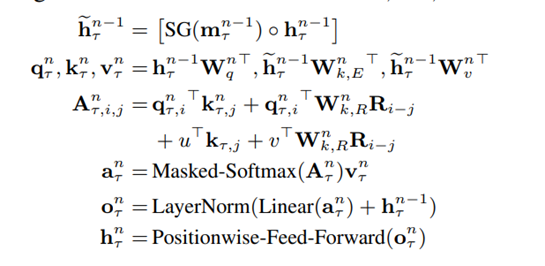 h̃_τ^{n−1} = [SG(m_τ^{n−1}) ∘ h_τ^{n−1}]
q_τ^n, k_τ^n, v_τ^n = h_τ^{n−1}W_q^{n⊤}, h̃_τ^{n−1}W_{k,E}^n ^⊤, h̃_τ^{n−1}W_v^{n⊤}
A_{τ,i,j}^n = q_{τ,i}^n ^⊤ k_{τ,j}^n + q_{τ,i}^n ^⊤ W_{k,R}^n R_{i−j}
+ u^⊤ k_{τ,j} + v^⊤ W_{k,R}^n R_{i−j}
a_τ^n = Masked-Softmax(A_τ^n)v_τ^n
o_τ^n = LayerNorm(Linear(a_τ^n) + h_τ^{n−1})
h_τ^n = Positionwise-Feed-Forward(o_τ^n)